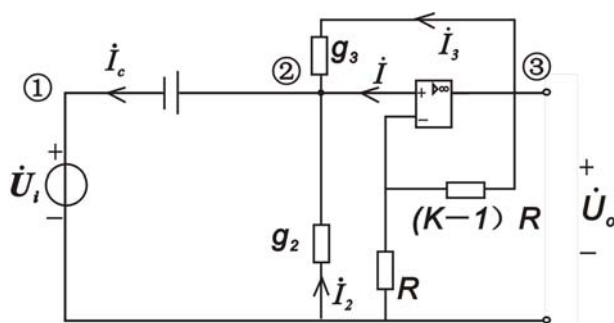 g₃
İ₃
①
İc
②
İ
+
▷∞
−
③
+
U̇ᵢ
−
g₂
İ₂
R
(K−1) R
+
U̇ₒ
−